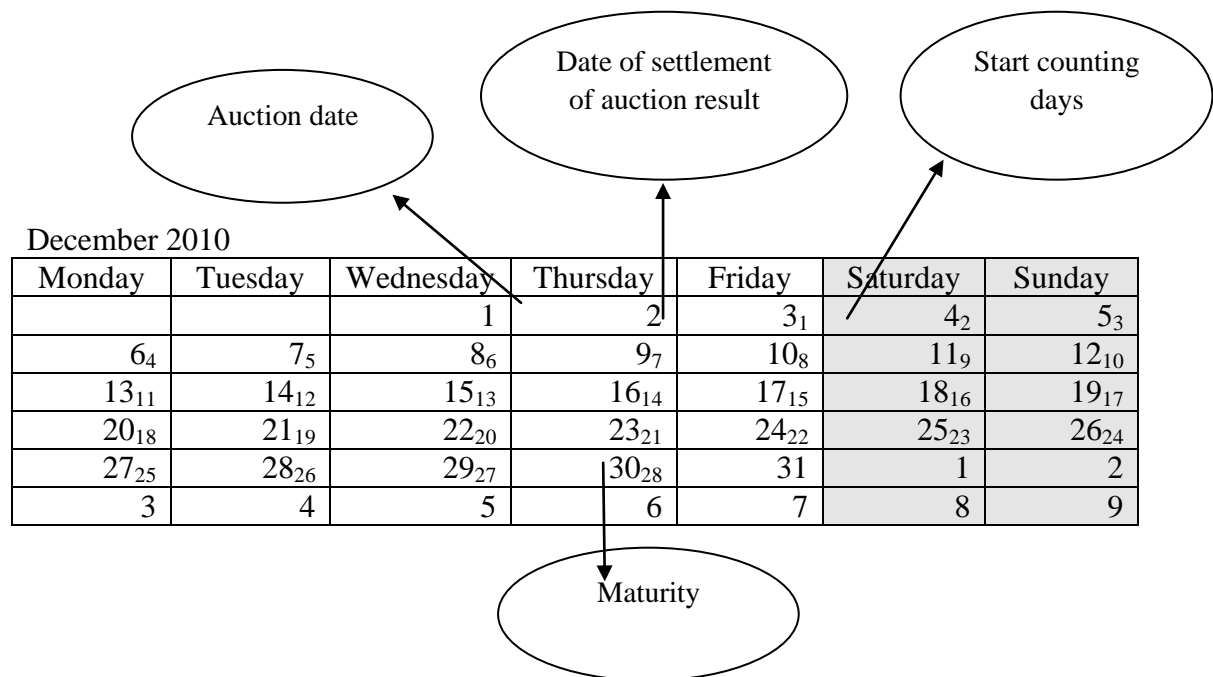 Auction date
Date of settlement
of auction result
Start counting
days
December 2010
Monday Tuesday Wednesday Thursday Friday Saturday Sunday
1 2 3₁ 4₂ 5₃
6₄ 7₅ 8₆ 9₇ 10₈ 11₉ 12₁₀
13₁₁ 14₁₂ 15₁₃ 16₁₄ 17₁₅ 18₁₆ 19₁₇
20₁₈ 21₁₉ 22₂₀ 23₂₁ 24₂₂ 25₂₃ 26₂₄
27₂₅ 28₂₆ 29₂₇ 30₂₈ 31 1 2
3 4 5 6 7 8 9
Maturity